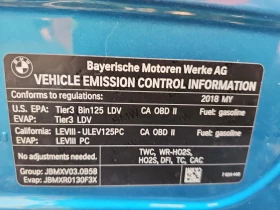 BMW
Bayerische Motoren Werke AG
VEHICLE EMISSION CONTROL INFORMATION
Conforms to regulations: 2018 MY
U.S. EPA: Tier3 Bin125 LDV CA OBD II Fuel: gasoline
EVAP: Tier3 LDV
California: LEVIII - ULEV125PC CA OBD II Fuel: gasoline
EVAP: LEVIII PC
No adjustments needed. TWC, WR-HO2S,
HO2S, DFI, TC, CAC
Group: JBMXV03.0B58
Evap: JBMXR0130F3X